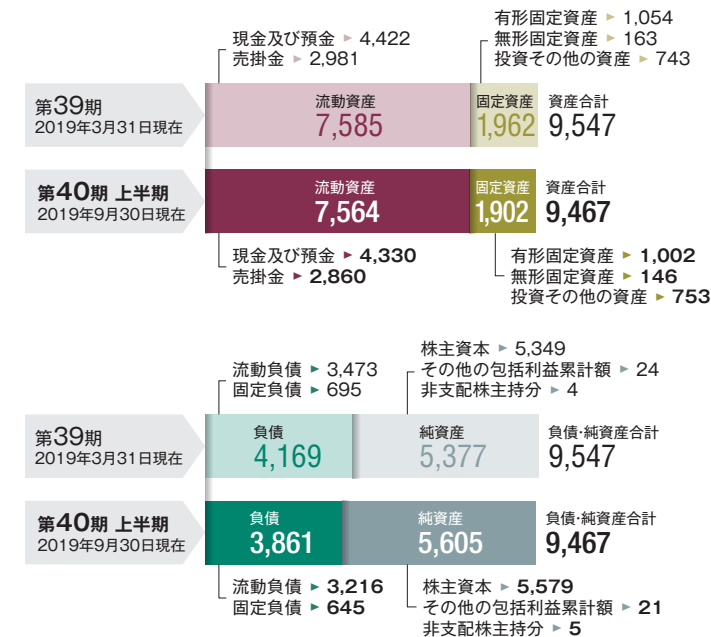 現金及び預金 ► 4,422
売掛金 ► 2,981
有形固定資産 ► 1,054
無形固定資産 ► 163
投資その他の資産 ► 743
第39期
2019年3月31日現在
流動資産
7,585
固定資産
1,962
資産合計
9,547
第40期 上半期
2019年9月30日現在
流動資産
7,564
固定資産
1,902
資産合計
9,467
現金及び預金 ► 4,330
売掛金 ► 2,860
有形固定資産 ► 1,002
無形固定資産 ► 146
投資その他の資産 ► 753
流動負債 ► 3,473
固定負債 ► 695
株主資本 ► 5,349
その他の包括利益累計額 ► 24
非支配株主持分 ► 4
第39期
2019年3月31日現在
負債
4,169
純資産
5,377
負債・純資産合計
9,547
第40期 上半期
2019年9月30日現在
負債
3,861
純資産
5,605
負債・純資産合計
9,467
流動負債 ► 3,216
固定負債 ► 645
株主資本 ► 5,579
その他の包括利益累計額 ► 21
非支配株主持分 ► 5